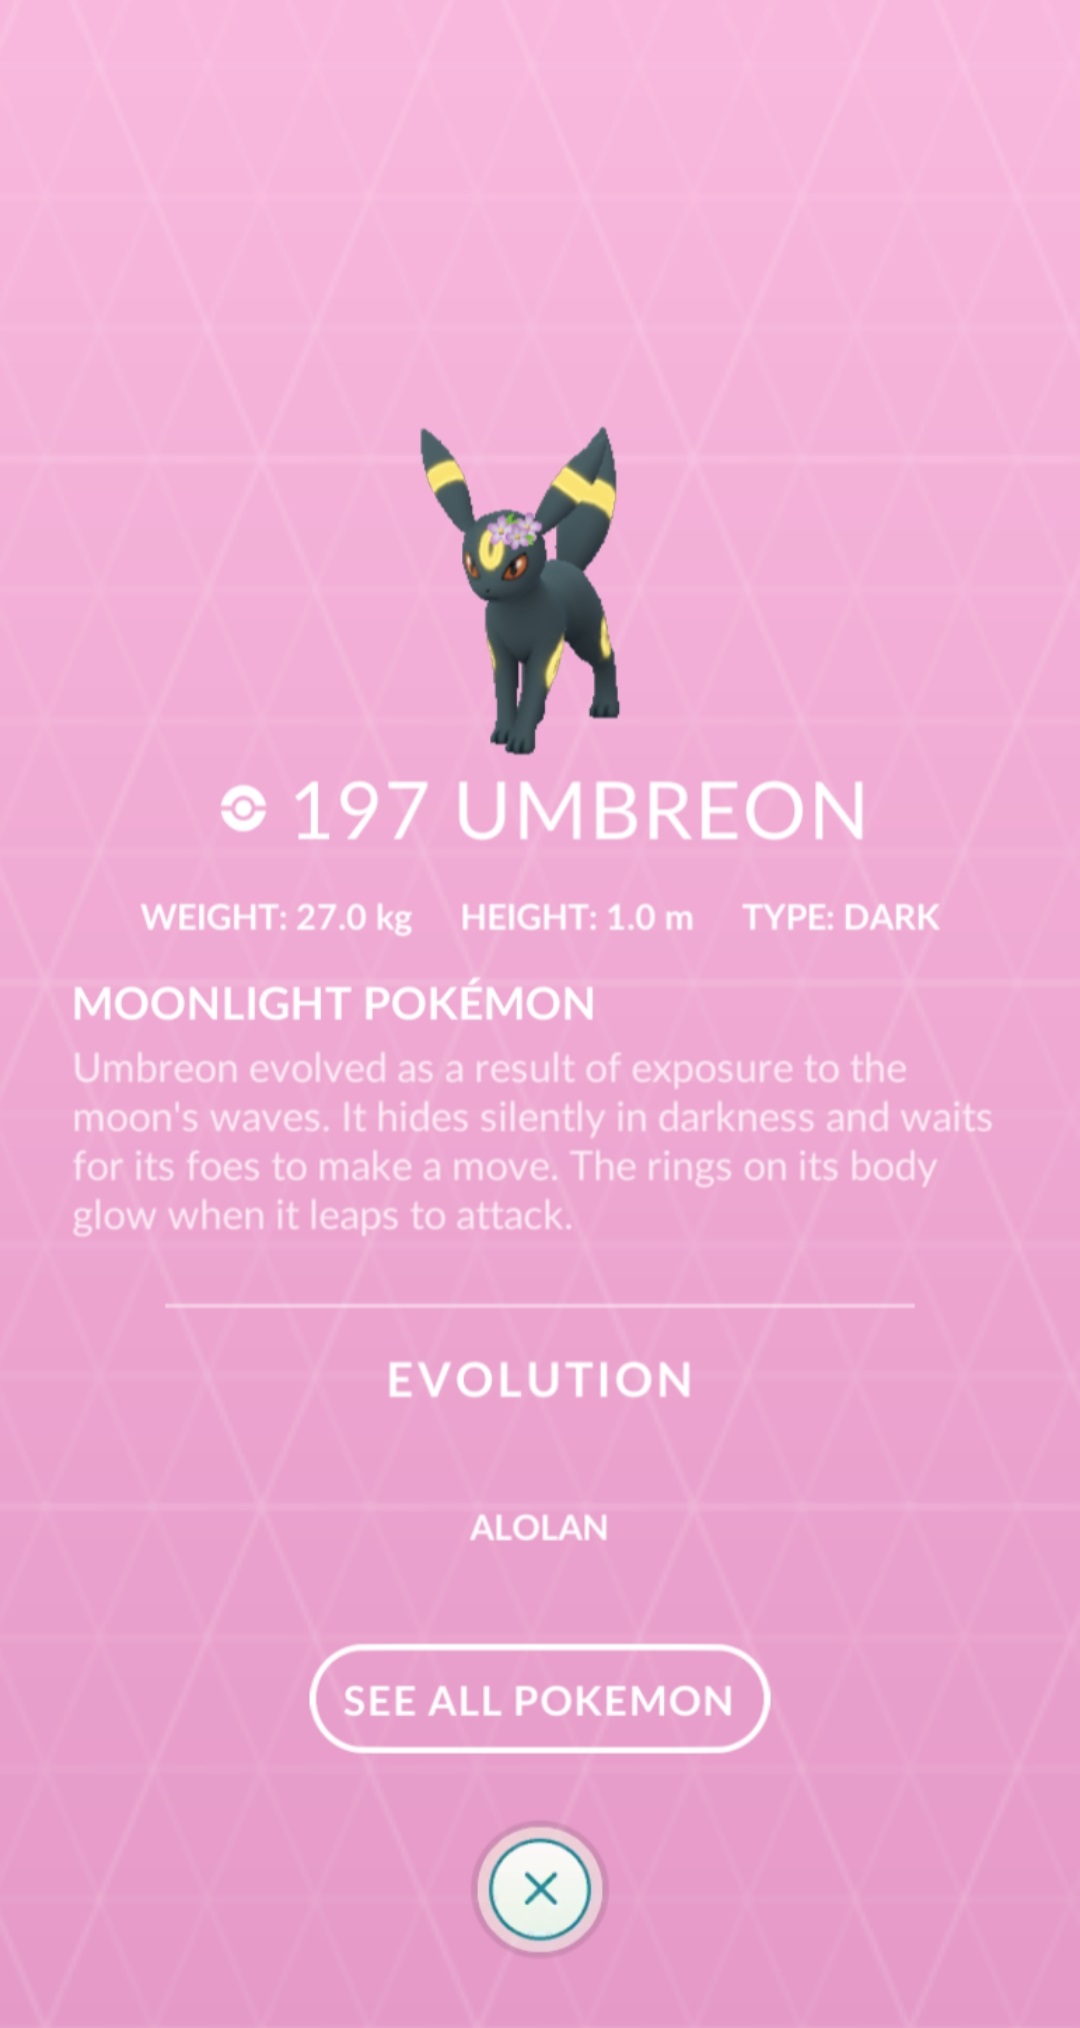 197 UMBREON
WEIGHT: 27.0 kg HEIGHT: 1.0 m TYPE: DARK
MOONLIGHT POKÉMON
Umbreon evolved as a result of exposure to the
moon's waves. It hides silently in darkness and waits
for its foes to make a move. The rings on its body
glow when it leaps to attack.
EVOLUTION
ALOLAN
SEE ALL POKEMON